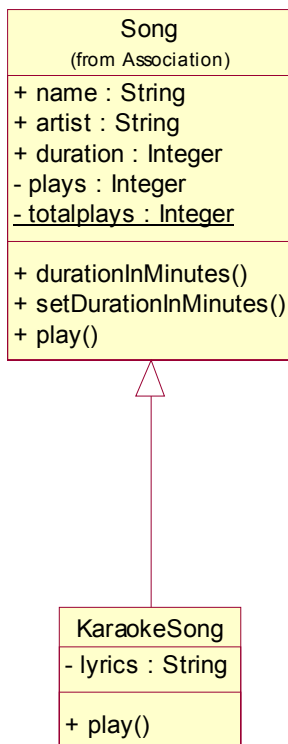 Song
(from Association)
+ name : String
+ artist : String
+ duration : Integer
- plays : Integer
- totalplays : Integer
+ durationInMinutes()
+ setDurationInMinutes()
+ play()
KaraokeSong
- lyrics : String
+ play()